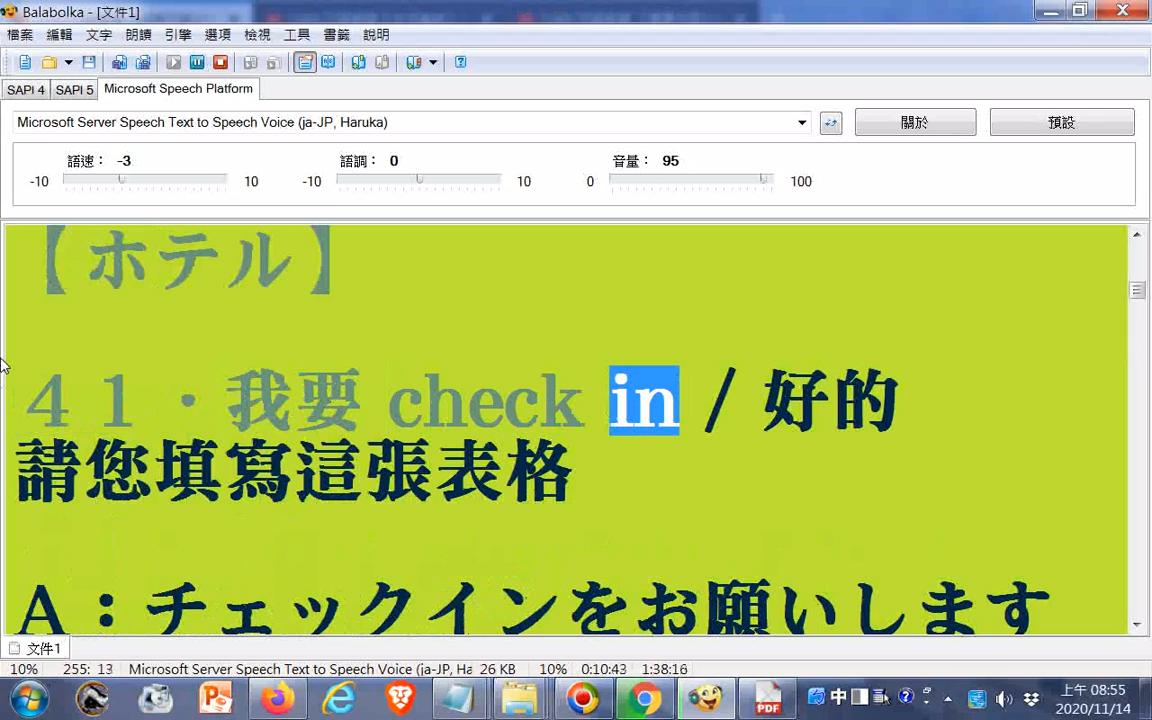 Balabolka - [文件1]
檔案 編輯 文字 朗讀 引擎 選項 檢視 工具 書籤 說明
SAPI 4 SAPI 5 Microsoft Speech Platform
Microsoft Server Speech Text to Speech Voice (ja-JP, Haruka) 關於 預設
語速： -3 語調： 0 音量： 95
-10 10 -10 10 0 100
【ホテル】
４１・我要 check in / 好的
請您填寫這張表格
A：チェックインをお願いします
文件1
10% 255: 13 Microsoft Server Speech Text to Speech Voice (ja-JP, Ha 26 KB 10% 0:10:43 1:38:16
PDF 中 上午 08:55
2020/11/14